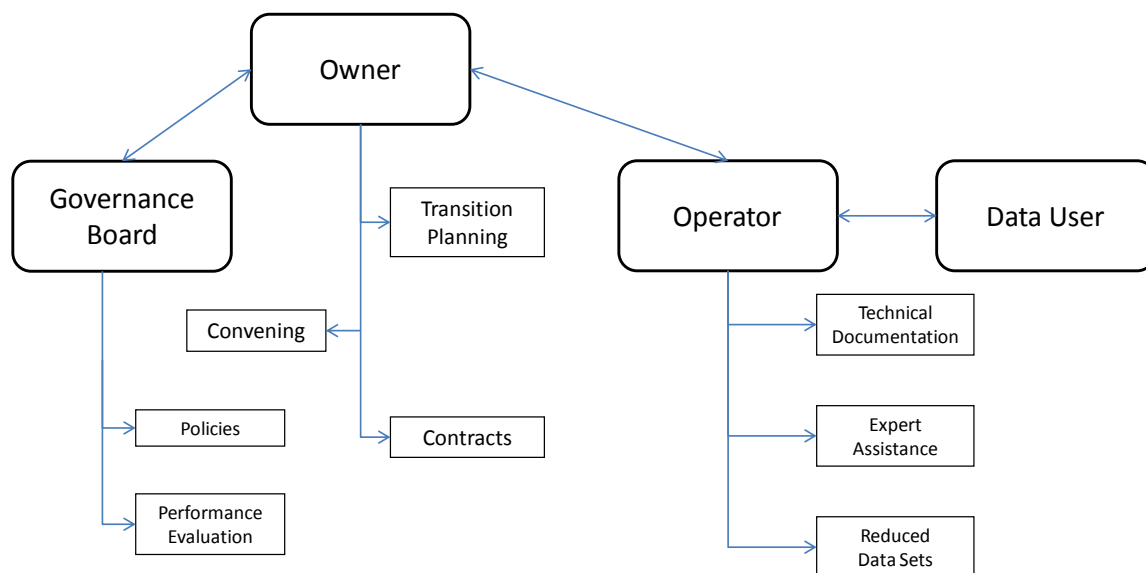 Owner
Governance
Board
Transition
Planning
Operator
Data User
Convening
Technical
Documentation
Policies
Contracts
Expert
Assistance
Performance
Evaluation
Reduced
Data Sets